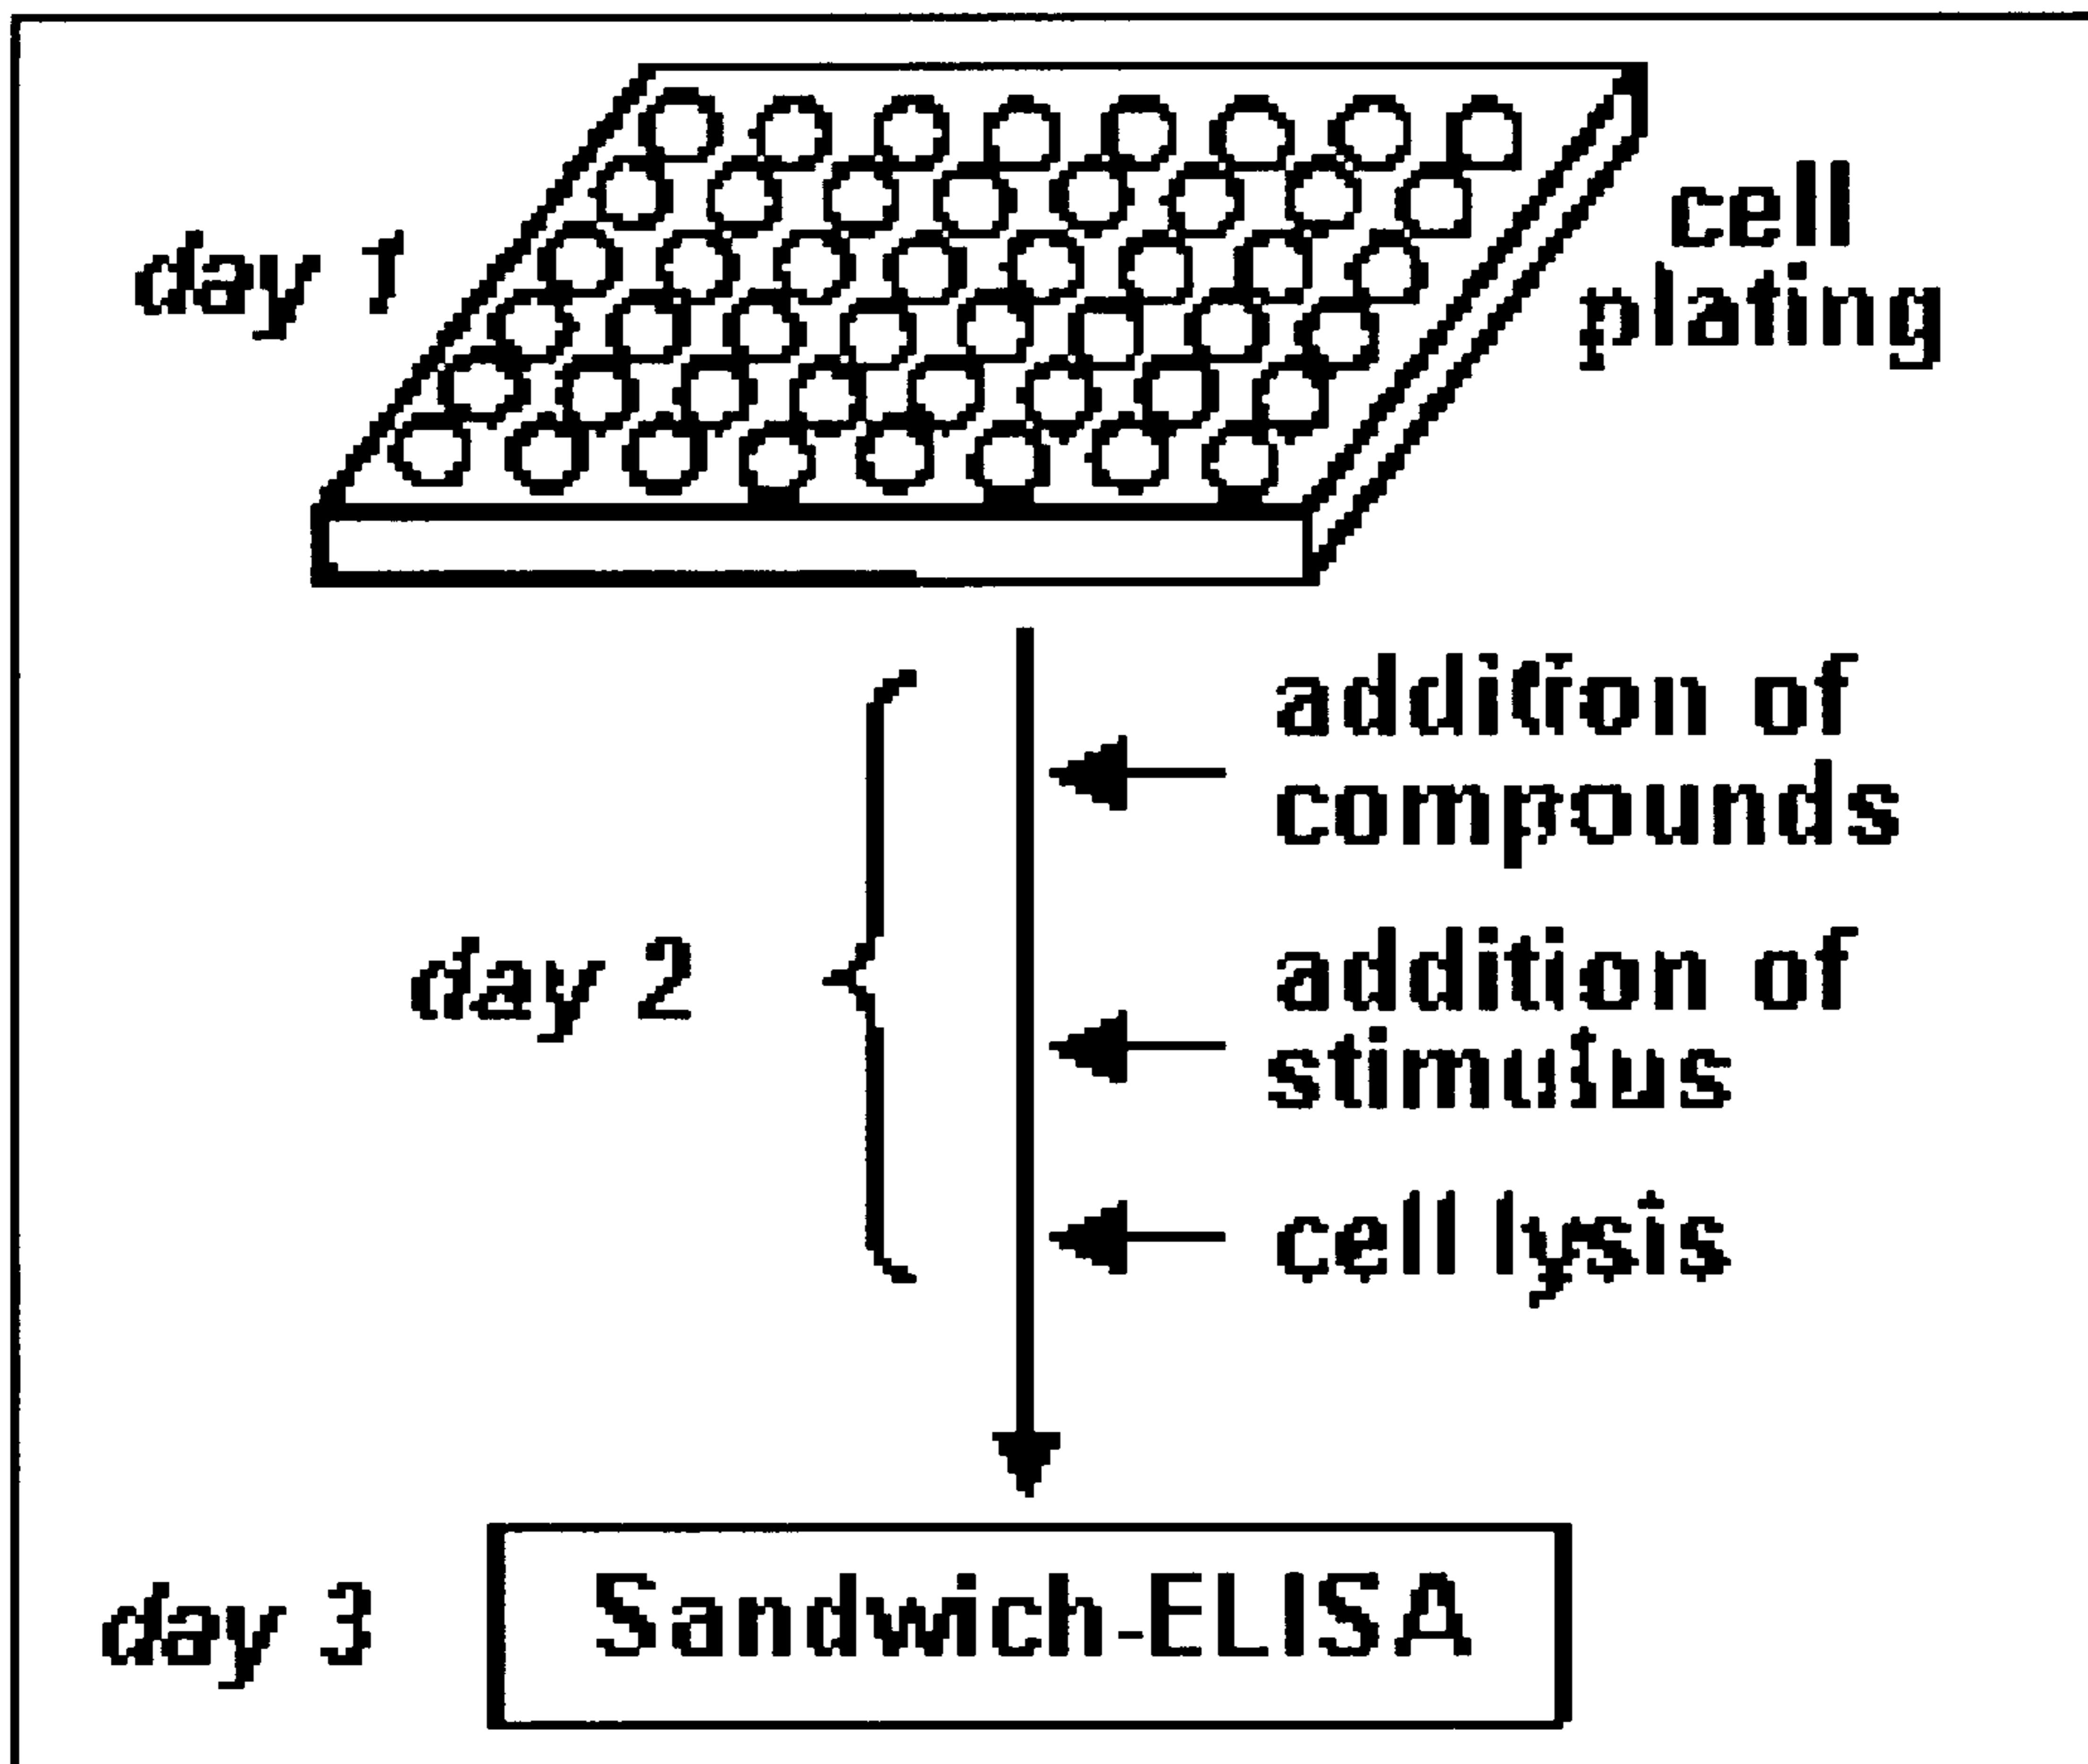 day 1
cell
plating
addition of
compounds
day 2
addition of
stimulus
cell lysis
day 3
Sandwich-ELISA